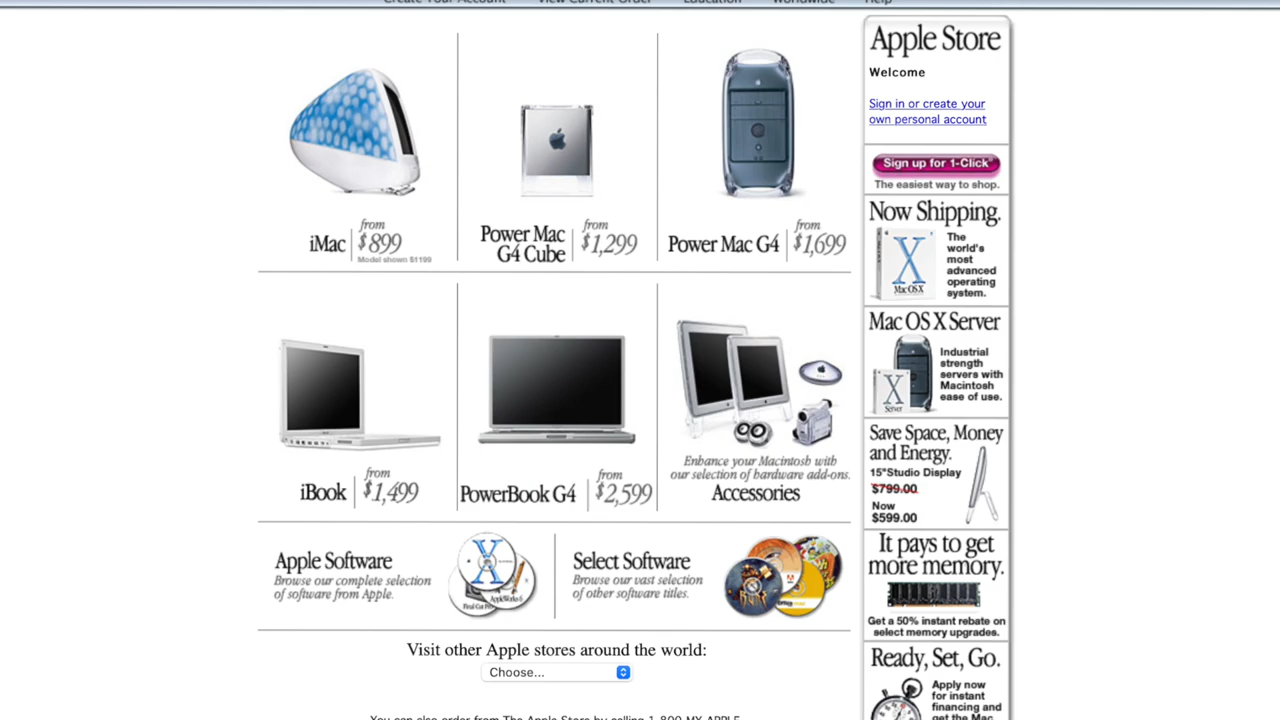 Create Your Account View Current Order Education Worldwide Help
iMac
from
$899
Model shown $1199
Power Mac
G4 Cube
from
$1,299
Power Mac G4
from
$1,699
iBook
from
$1,499
PowerBook G4
from
$2,599
Enhance your Macintosh with
our selection of hardware add-ons.
Accessories
Apple Software
Browse our complete selection
of software from Apple.
X
Final Cut Pro
AppleWorks 6
Select Software
Browse our vast selection
of other software titles.
Visit other Apple stores around the world:
Choose...
You can also order from The Apple Store by calling 1-800-MY-APPLE
Apple Store
Welcome
Sign in or create your
own personal account
Sign up for 1-Click®
The easiest way to shop.
Now Shipping.
X
Mac OS X
The
world's
most
advanced
operating
system.
Mac OS X Server
X
Server
Industrial
strength
servers with
Macintosh
ease of use.
Save Space, Money
and Energy.
15"Studio Display
$799.00
Now
$599.00
It pays to get
more memory.
Get a 50% instant rebate on
select memory upgrades.
Ready, Set, Go.
Apply now
for instant
financing and
get the Mac